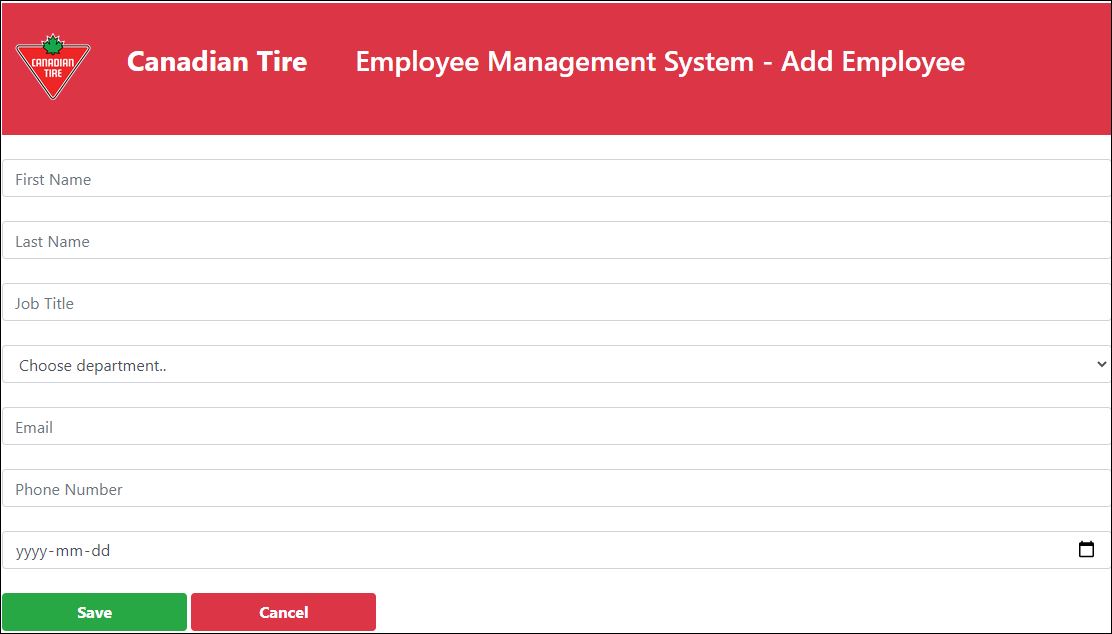 CANADIAN
TIRE
Canadian Tire Employee Management System - Add Employee
First Name
Last Name
Job Title
Choose department..
Email
Phone Number
yyyy-mm-dd
Save Cancel